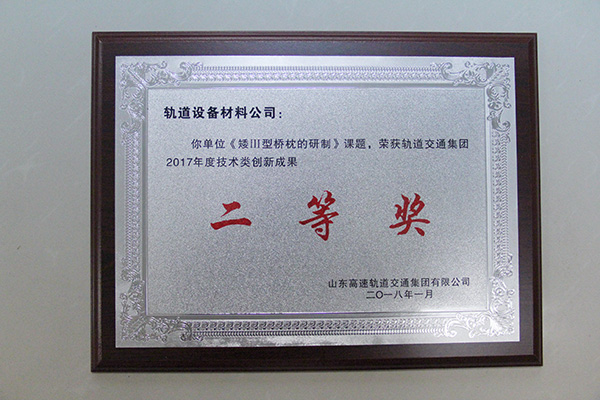 轨道设备材料公司：
你单位《矮III型桥枕的研制》课题，荣获轨道交通集团
2017年度技术类创新成果
二等奖
山东高速轨道交通集团有限公司
二〇一八年一月